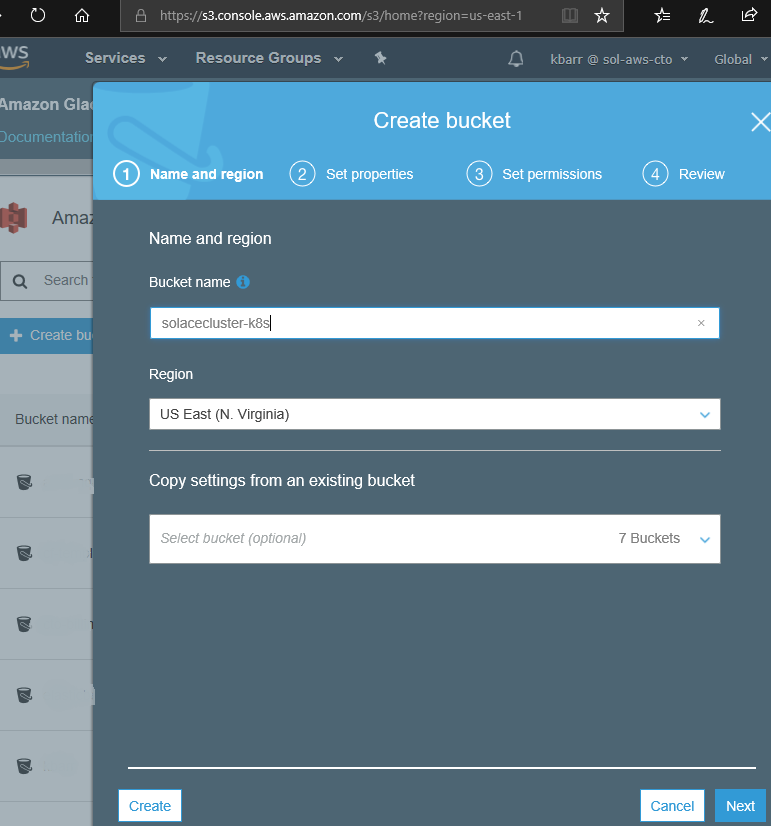 https://s3.console.aws.amazon.com/s3/home?region=us-east-1
aws Services Resource Groups kbarr @ sol-aws-cto Global
Amazon Gla
Documentation
Create bucket
1 Name and region 2 Set properties 3 Set permissions 4 Review
Amaz
Name and region
Search
Bucket name
solacecluster-k8s
Create bu
Region
US East (N. Virginia)
Bucket name
Copy settings from an existing bucket
Select bucket (optional) 7 Buckets
Create Cancel Next